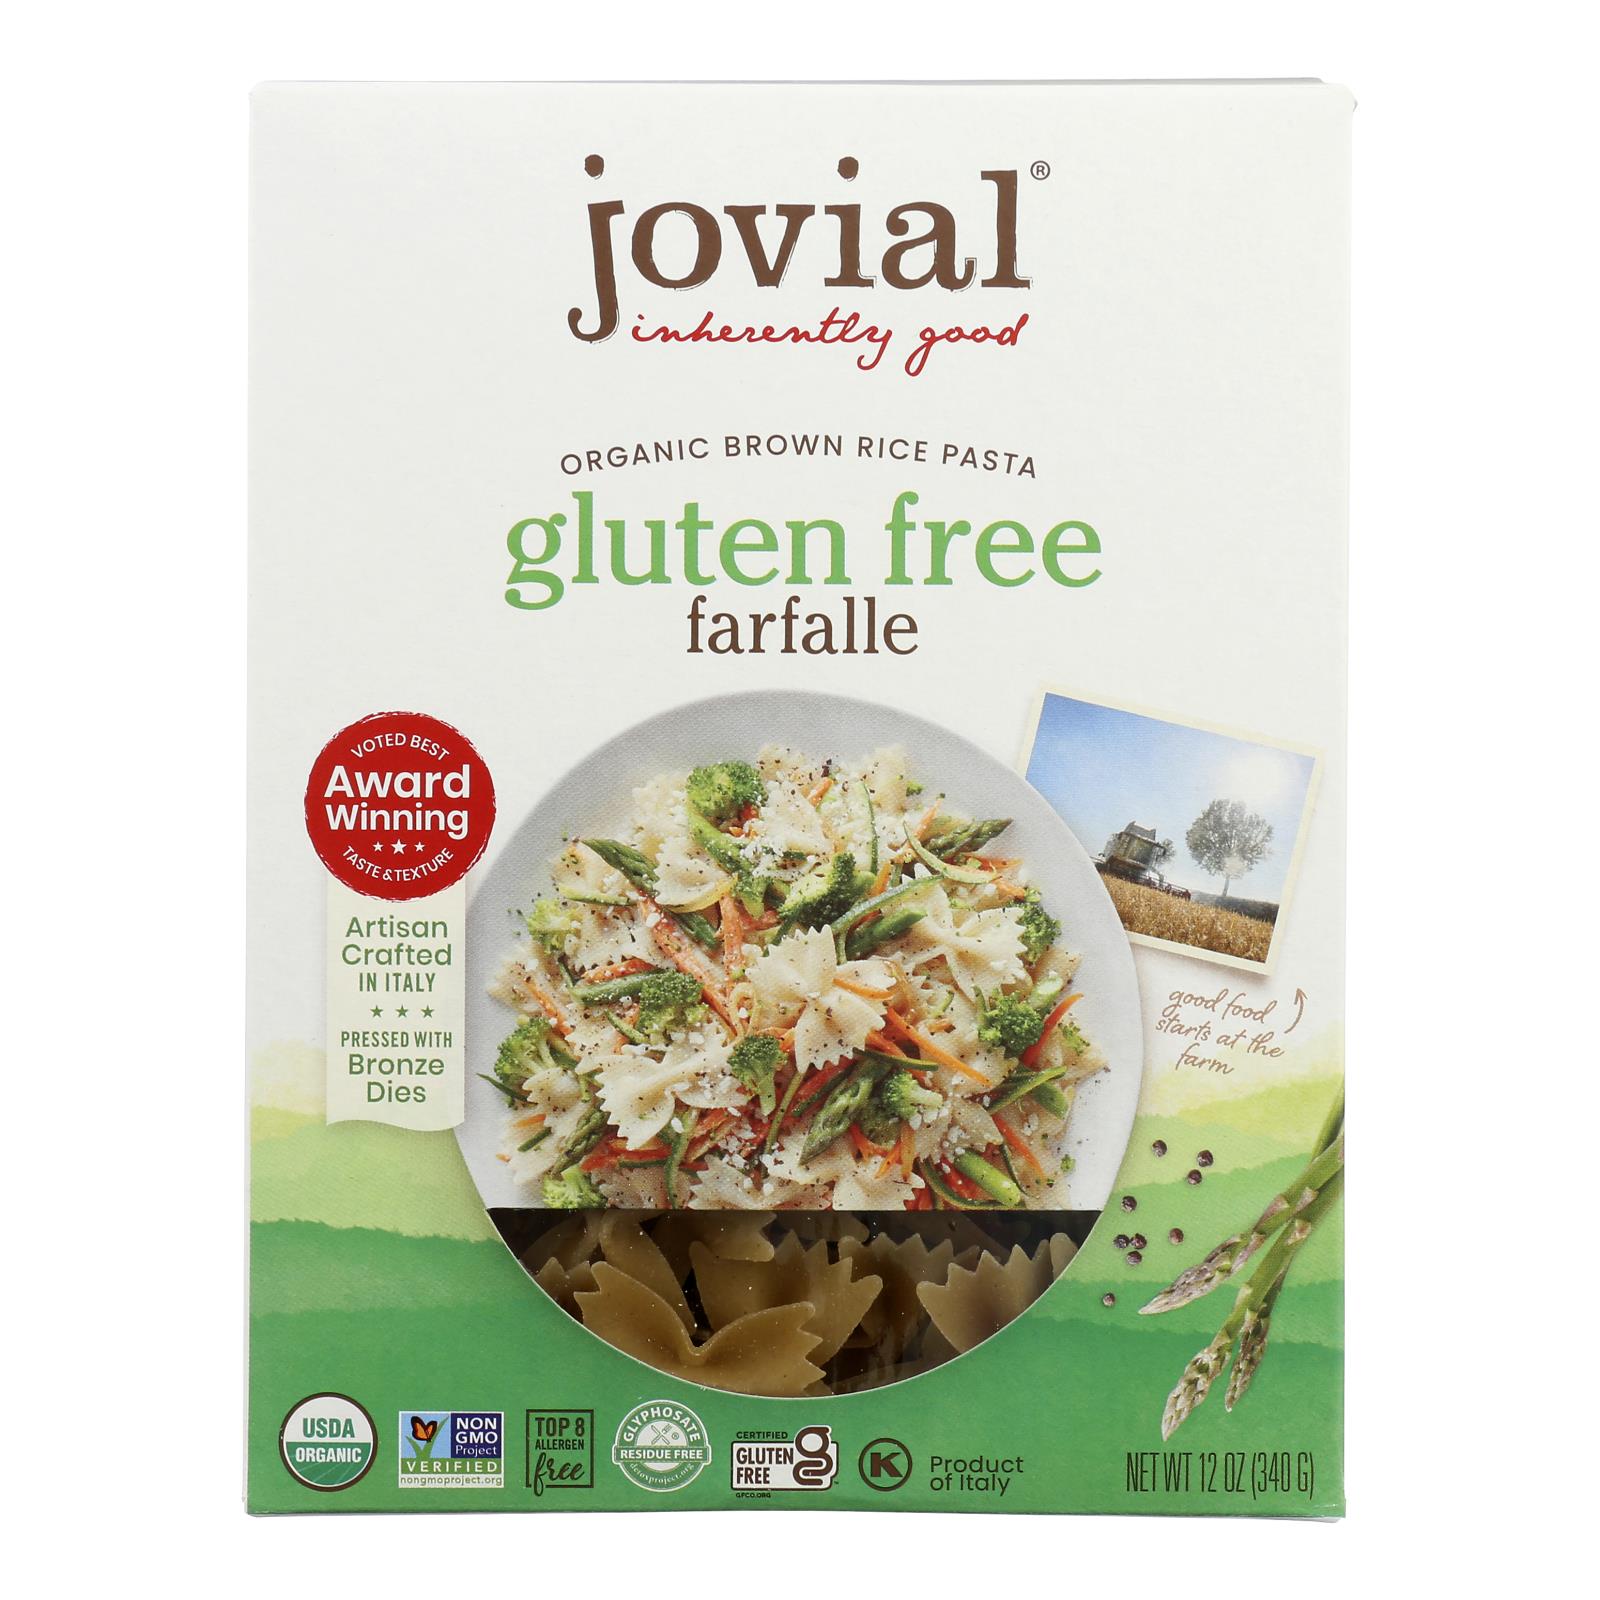 jovial®
inherently good
ORGANIC BROWN RICE PASTA
gluten free
farfalle
VOTED BEST
Award
Winning
TASTE & TEXTURE
Artisan
Crafted
IN ITALY
PRESSED WITH
Bronze
Dies
good food
starts at the
farm
USDA
ORGANIC
NON
GMO
Project
VERIFIED
nongmoproject.org
TOP 8
ALLERGEN
free
GLYPHOSATE
RESIDUE FREE
detoxproject.org
CERTIFIED
GLUTEN
FREE
GFCO.ORG
K
Product
of Italy
NET WT 12 OZ (340 G)